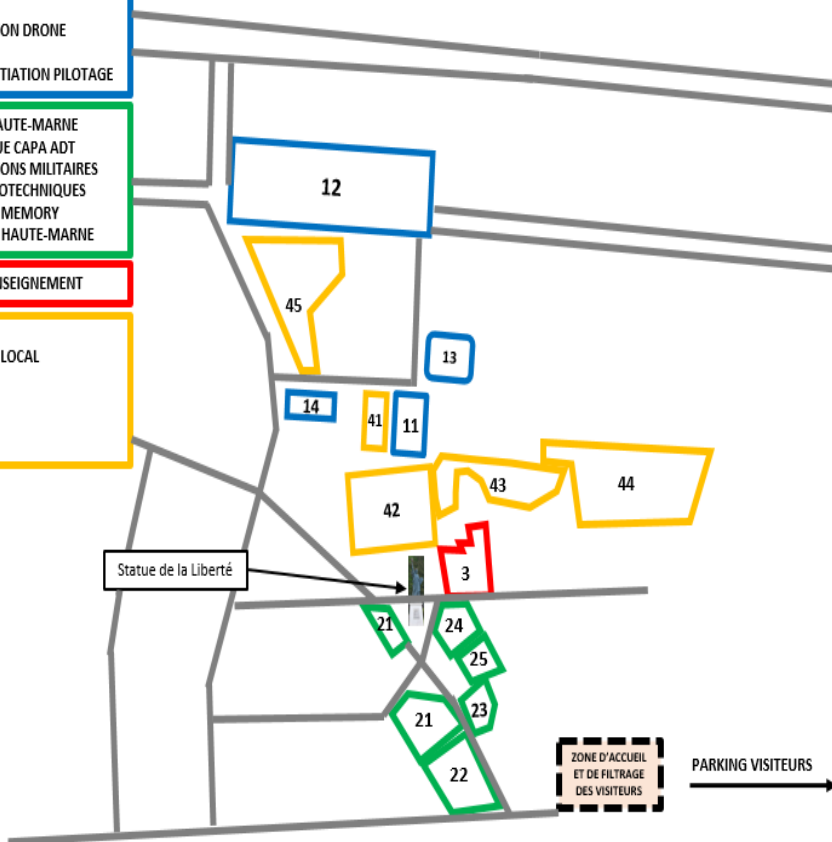 ON DRONE
TIATION PILOTAGE
AUTE-MARNE
UE CAPA ADT
ONS MILITAIRES
OTECHNIQUES
MEMORY
HAUTE-MARNE
NSEIGNEMENT
LOCAL
12
45
13
14
41
11
42
43
44
3
Statue de la Liberté
21
24
25
21
23
22
ZONE D'ACCUEIL
ET DE FILTRAGE
DES VISITEURS
PARKING VISITEURS